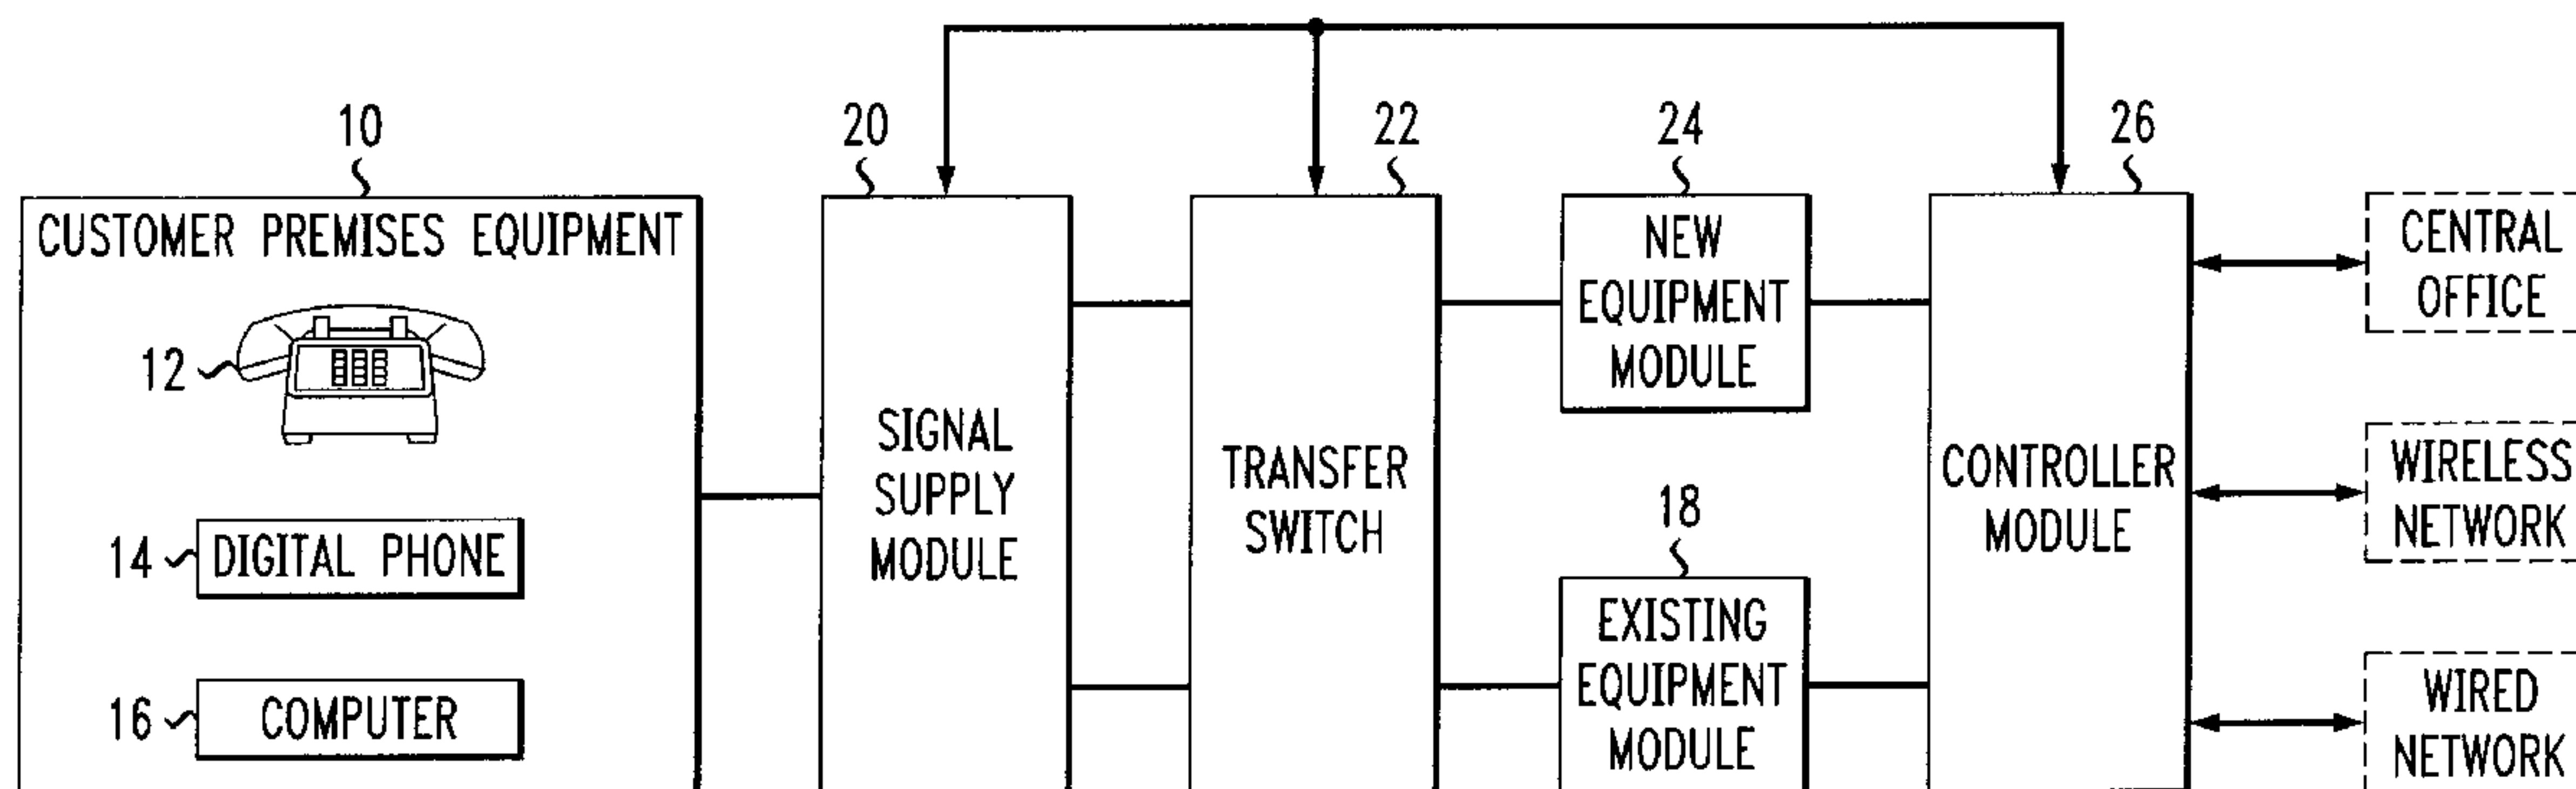 10
20
22
24
26
CUSTOMER PREMISES EQUIPMENT
12
14
DIGITAL PHONE
16
COMPUTER
SIGNAL
SUPPLY
MODULE
TRANSFER
SWITCH
NEW
EQUIPMENT
MODULE
18
EXISTING
EQUIPMENT
MODULE
CONTROLLER
MODULE
CENTRAL
OFFICE
WIRELESS
NETWORK
WIRED
NETWORK